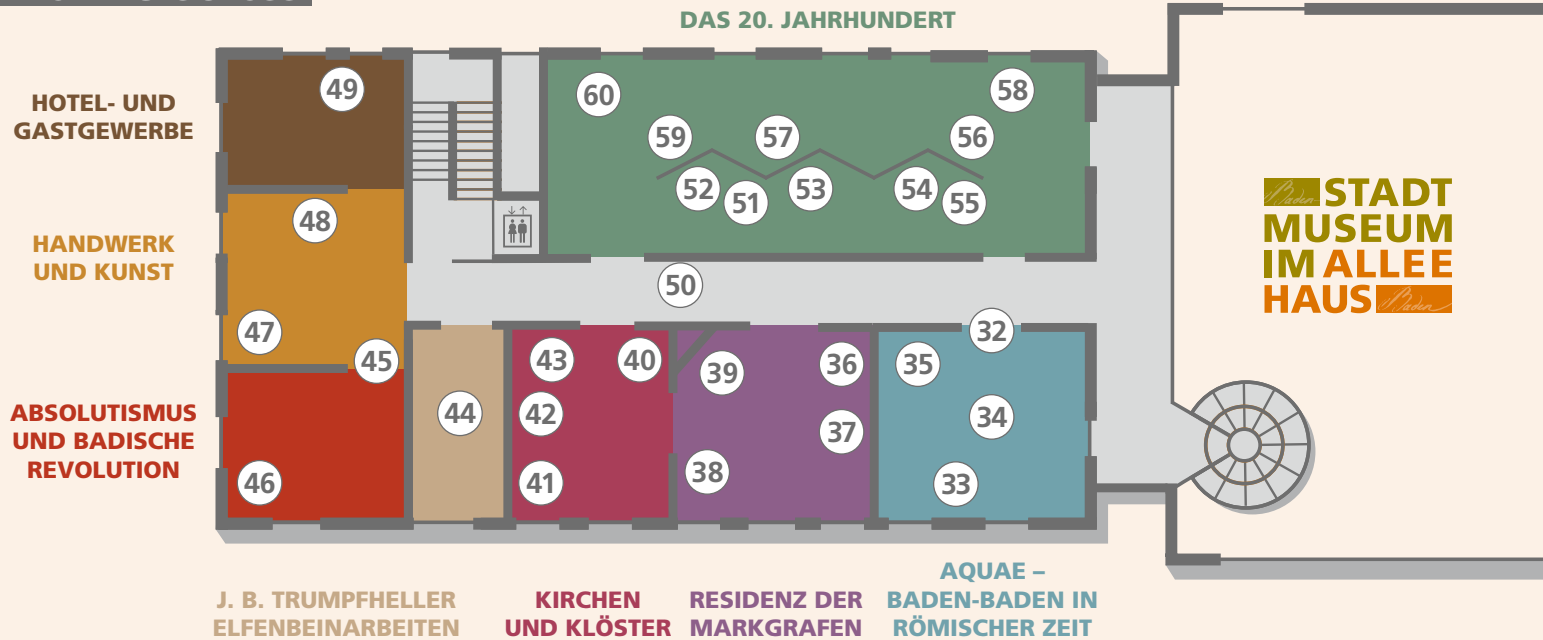 DAS 20. JAHRHUNDERT
HOTEL- UND
GASTGEWERBE
HANDWERK
UND KUNST
ABSOLUTISMUS
UND BADISCHE
REVOLUTION
49
48
47
45
46
60
59
57
58
56
52
51
53
54
55
50
44
43
40
42
41
39
36
37
38
32
35
34
33
Baden
STADT
MUSEUM
IM ALLEE
HAUS
Baden
J. B. TRUMPFHELLER
ELFENBEINARBEITEN
KIRCHEN
UND KLÖSTER
RESIDENZ DER
MARKGRAFEN
AQUAE –
BADEN-BADEN IN
RÖMISCHER ZEIT